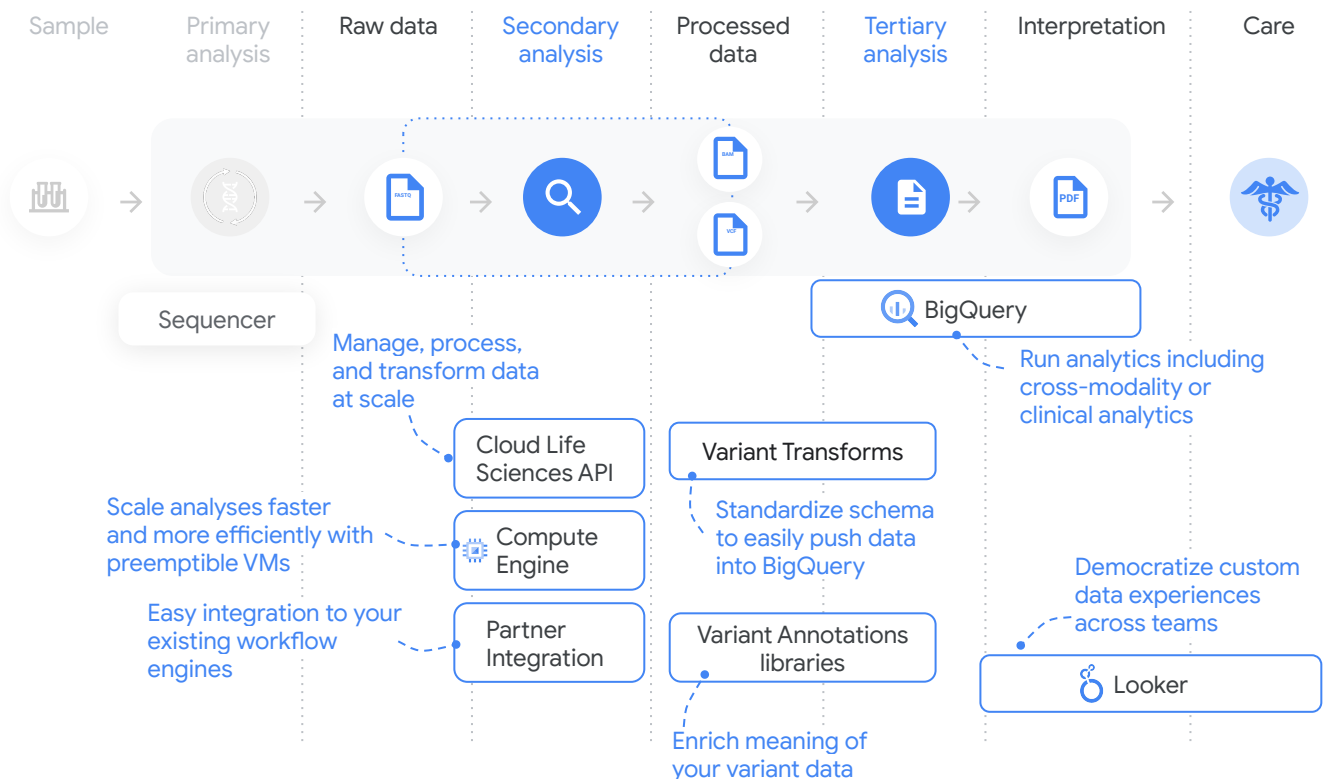 Sample
Primary
analysis
Raw data
Secondary
analysis
Processed
data
Tertiary
analysis
Interpretation
Care
FASTQ
BAM
VCF
PDF
Sequencer
BigQuery
Manage, process,
and transform data
at scale
Run analytics including
cross-modality or
clinical analytics
Cloud Life
Sciences API
Variant Transforms
Scale analyses faster
and more efficiently with
preemptible VMs
Compute
Engine
Standardize schema
to easily push data
into BigQuery
Easy integration to your
existing workflow
engines
Partner
Integration
Variant Annotations
libraries
Democratize custom
data experiences
across teams
Looker
Enrich meaning of
your variant data